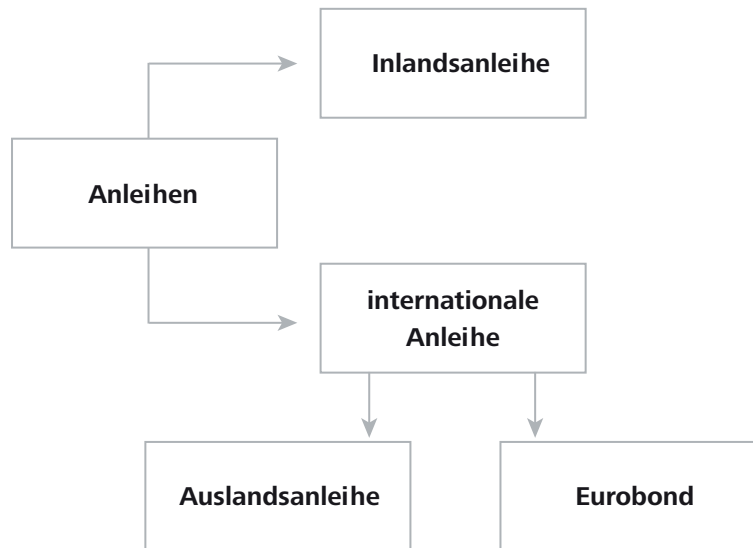 Inlandsanleihe
Anleihen
internationale
Anleihe
Auslandsanleihe
Eurobond